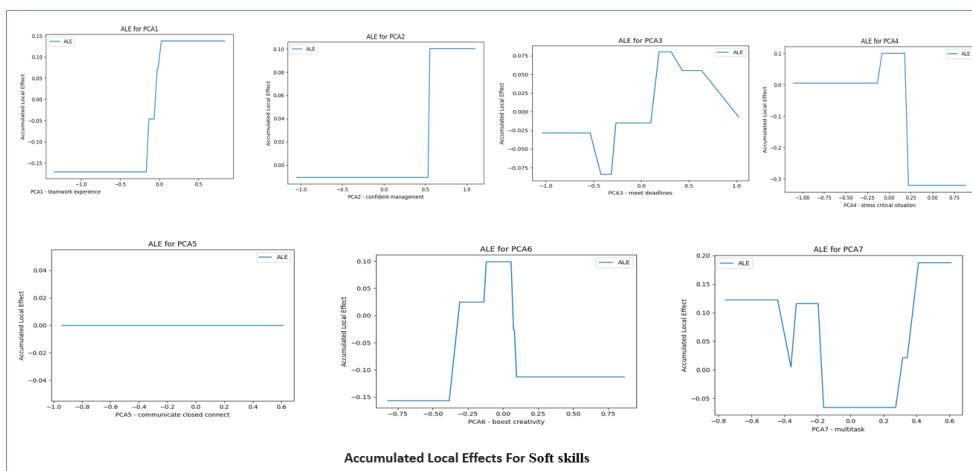 ALE for PCA1
ALE
Accumulated Local Effect
0.15
0.10
0.05
0.00
−0.05
−0.10
−0.15
−1.0 −0.5 0.0 0.5
PCA1 - teamwork experience
ALE for PCA2
ALE
Accumulated Local Effect
0.10
0.08
0.06
0.04
0.02
0.00
−1.0 −0.5 0.0 0.5 1.0
PCA2 - confident management
ALE for PCA3
ALE
Accumulated Local Effect
0.075
0.050
0.025
0.000
−0.025
−0.050
−0.075
−1.0 −0.5 0.0 0.5 1.0
PCA3 - meet deadlines
ALE for PCA4
ALE
Accumulated Local Effect
0.1
0.0
−0.1
−0.2
−0.3
−1.00 −0.75 −0.50 −0.25 0.00 0.25 0.50 0.75
PCA4 - stress critical situation
ALE for PCA5
ALE
Accumulated Local Effect
0.04
0.02
0.00
−0.02
−0.04
−1.0 −0.8 −0.6 −0.4 −0.2 0.0 0.2 0.4 0.6
PCA5 - communicate closed connect
ALE for PCA6
ALE
Accumulated Local Effect
0.10
0.05
0.00
−0.05
−0.10
−0.15
−0.75 −0.50 −0.25 0.00 0.25 0.50 0.75
PCA6 - boost creativity
ALE for PCA7
ALE
Accumulated Local Effect
0.20
0.15
0.10
0.05
0.00
−0.05
−0.8 −0.6 −0.4 −0.2 0.0 0.2 0.4 0.6
PCA7 - multitask
Accumulated Local Effects For Soft skills